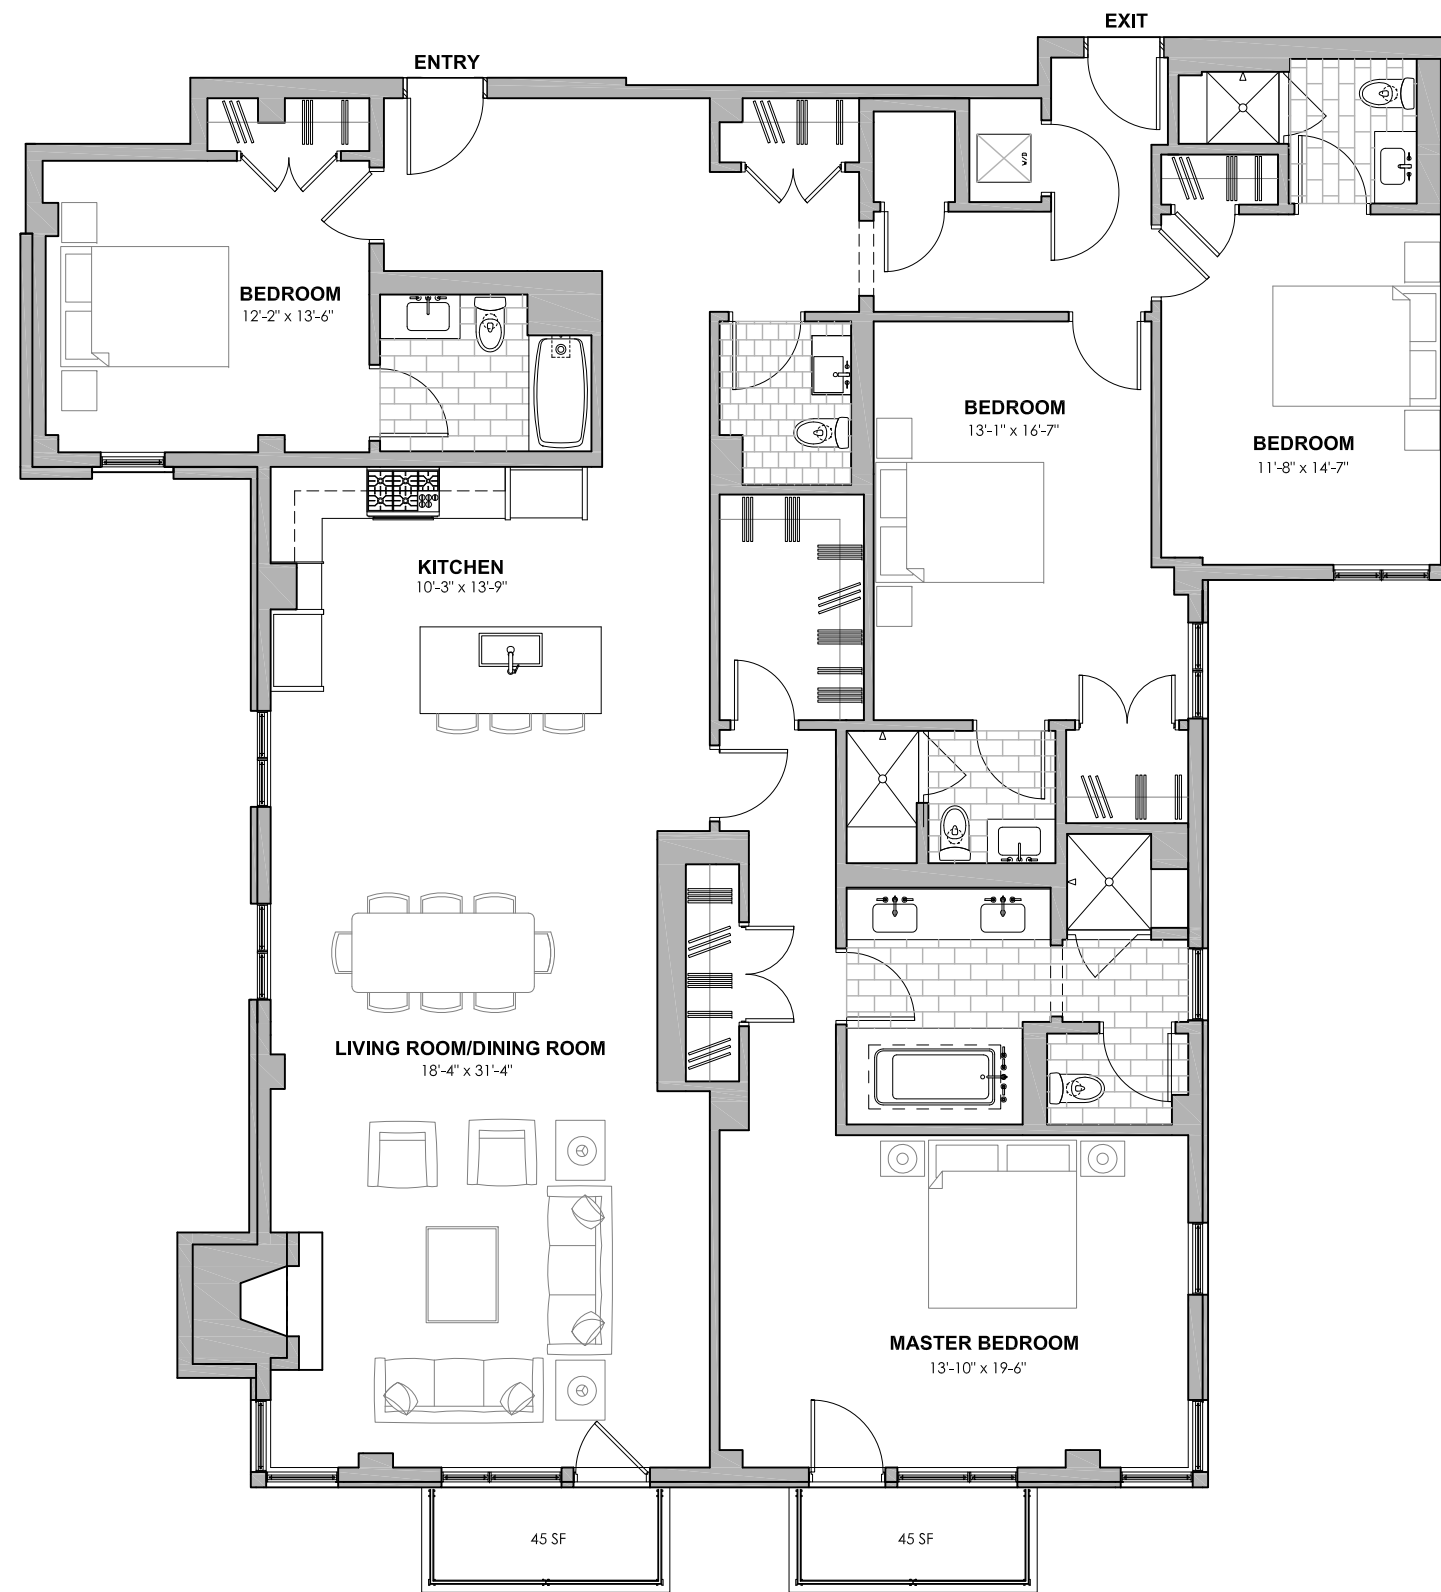 EXIT
ENTRY
W/D
BEDROOM
12'-2" x 13'-6"
BEDROOM
13'-1" x 16'-7"
BEDROOM
11'-8" x 14'-7"
KITCHEN
10'-3" x 13'-9"
LIVING ROOM/DINING ROOM
18'-4" x 31'-4"
MASTER BEDROOM
13'-10" x 19-6"
45 SF
45 SF